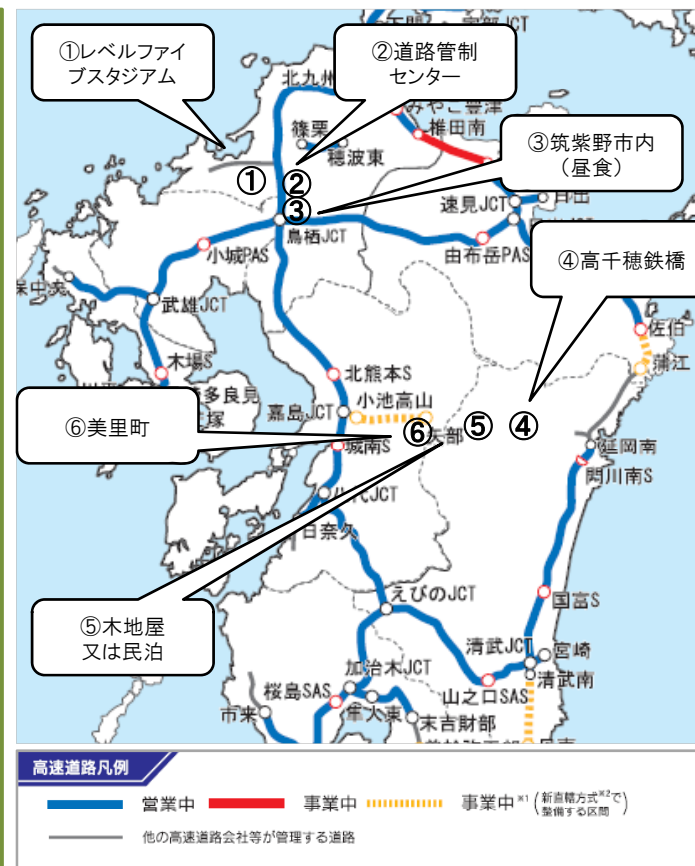 ①レベルファイ
ブスタジアム
②道路管制
センター
北九州
みやこ豊津
椎田南
篠栗
穂波東
③筑紫野市内
(昼食)
①
②
③
速見JCT
日出
鳥栖JCT
小城PAS
由布岳PAS
④高千穂鉄橋
武雄JCT
佐伯
蒲江
木場S
北熊本S
小池高山
嘉島JCT
⑥美里町
⑥
矢部
⑤
④
城南S
延岡南
門川南S
八代JCT
日奈久
えびのJCT
国富S
⑤木地屋
又は民泊
清武JCT
宮崎
清武南
加治木JCT
桜島SAS
山之口SAS
市来
隼人東
末吉財部
高速道路凡例
営業中
事業中
事業中※1(新直轄方式※2で
整備する区間)
他の高速道路会社等が管理する道路